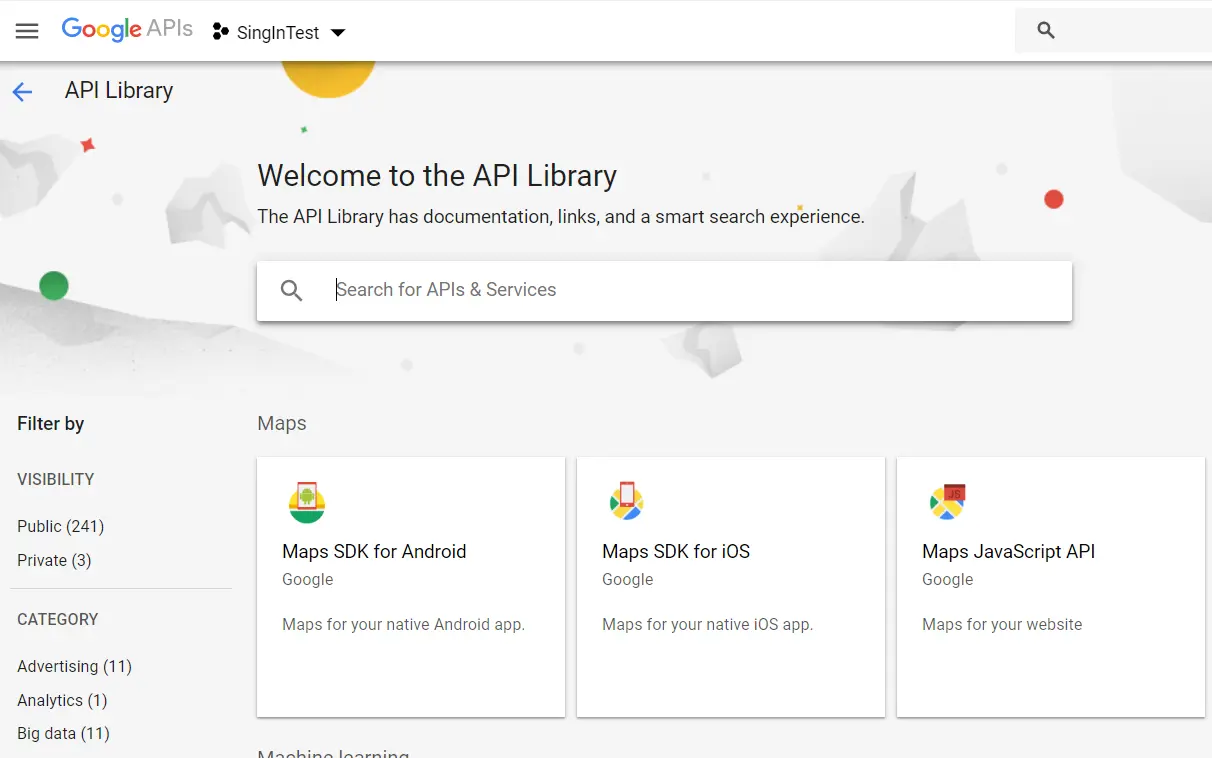 Google APIs
SingInTest
API Library
Welcome to the API Library
The API Library has documentation, links, and a smart search experience.
Search for APIs & Services
Filter by
VISIBILITY
Public (241)
Private (3)
CATEGORY
Advertising (11)
Analytics (1)
Big data (11)
Maps
Maps SDK for Android
Google
Maps for your native Android app.
Maps SDK for iOS
Google
Maps for your native iOS app.
JS
Maps JavaScript API
Google
Maps for your website
Machine learning